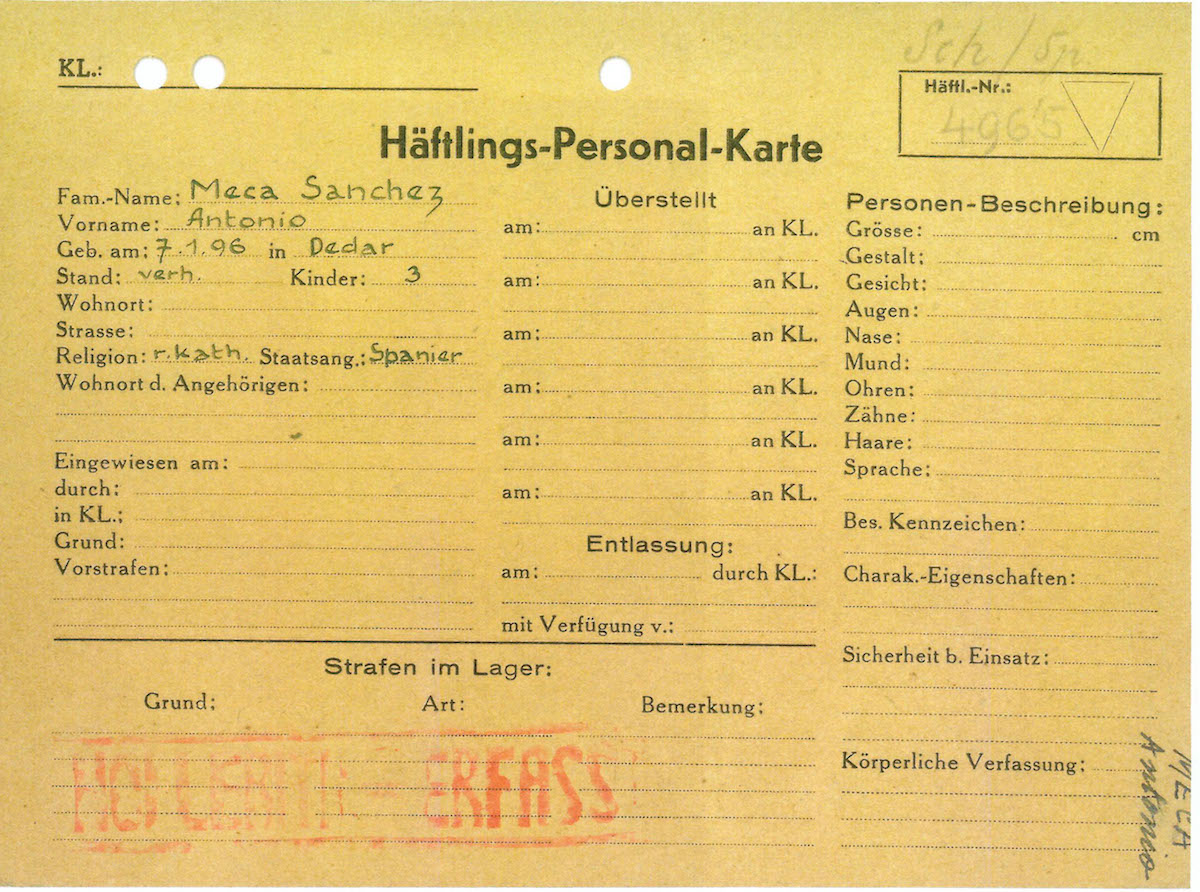 Sch/Sp.
KL.:
Häftl.-Nr.:
4965
Häftlings-Personal-Karte
Fam.-Name: Meca Sanchez
Vorname: Antonio
Geb. am: 7.1.96 in Dedar
Stand: verh. Kinder: 3
Wohnort:
Strasse:
Religion: r.kath. Staatsang.: Spanier
Wohnort d. Angehörigen:
Eingewiesen am:
durch:
in KL.:
Grund:
Vorstrafen:
Überstellt
am: an KL.
am: an KL.
am: an KL.
am: an KL.
am: an KL.
am: an KL.
Entlassung:
am: durch KL.:
mit Verfügung v.:
Personen-Beschreibung:
Grösse: cm
Gestalt:
Gesicht:
Augen:
Nase:
Mund:
Ohren:
Zähne:
Haare:
Sprache:
Bes. Kennzeichen:
Charak.-Eigenschaften:
Sicherheit b. Einsatz:
Körperliche Verfassung:
Strafen im Lager:
Grund: Art: Bemerkung:
HOLLERITH ERFASS
MECA
Antonio